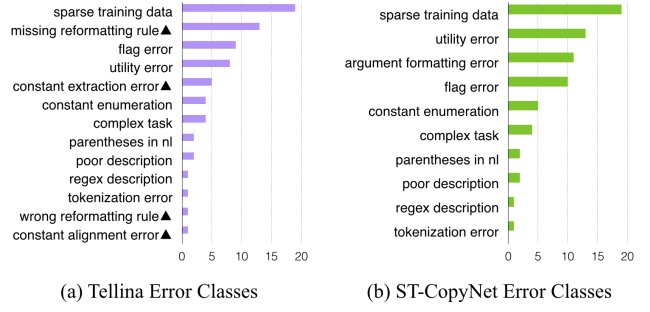 sparse training data
missing reformatting rule▲
flag error
utility error
constant extraction error▲
constant enumeration
complex task
parentheses in nl
poor description
regex description
tokenization error
wrong reformatting rule▲
constant alignment error▲
0 5 10 15 20
(a) Tellina Error Classes
sparse training data
utility error
argument formatting error
flag error
constant enumeration
complex task
parentheses in nl
poor description
regex description
tokenization error
0 5 10 15 20
(b) ST-CopyNet Error Classes